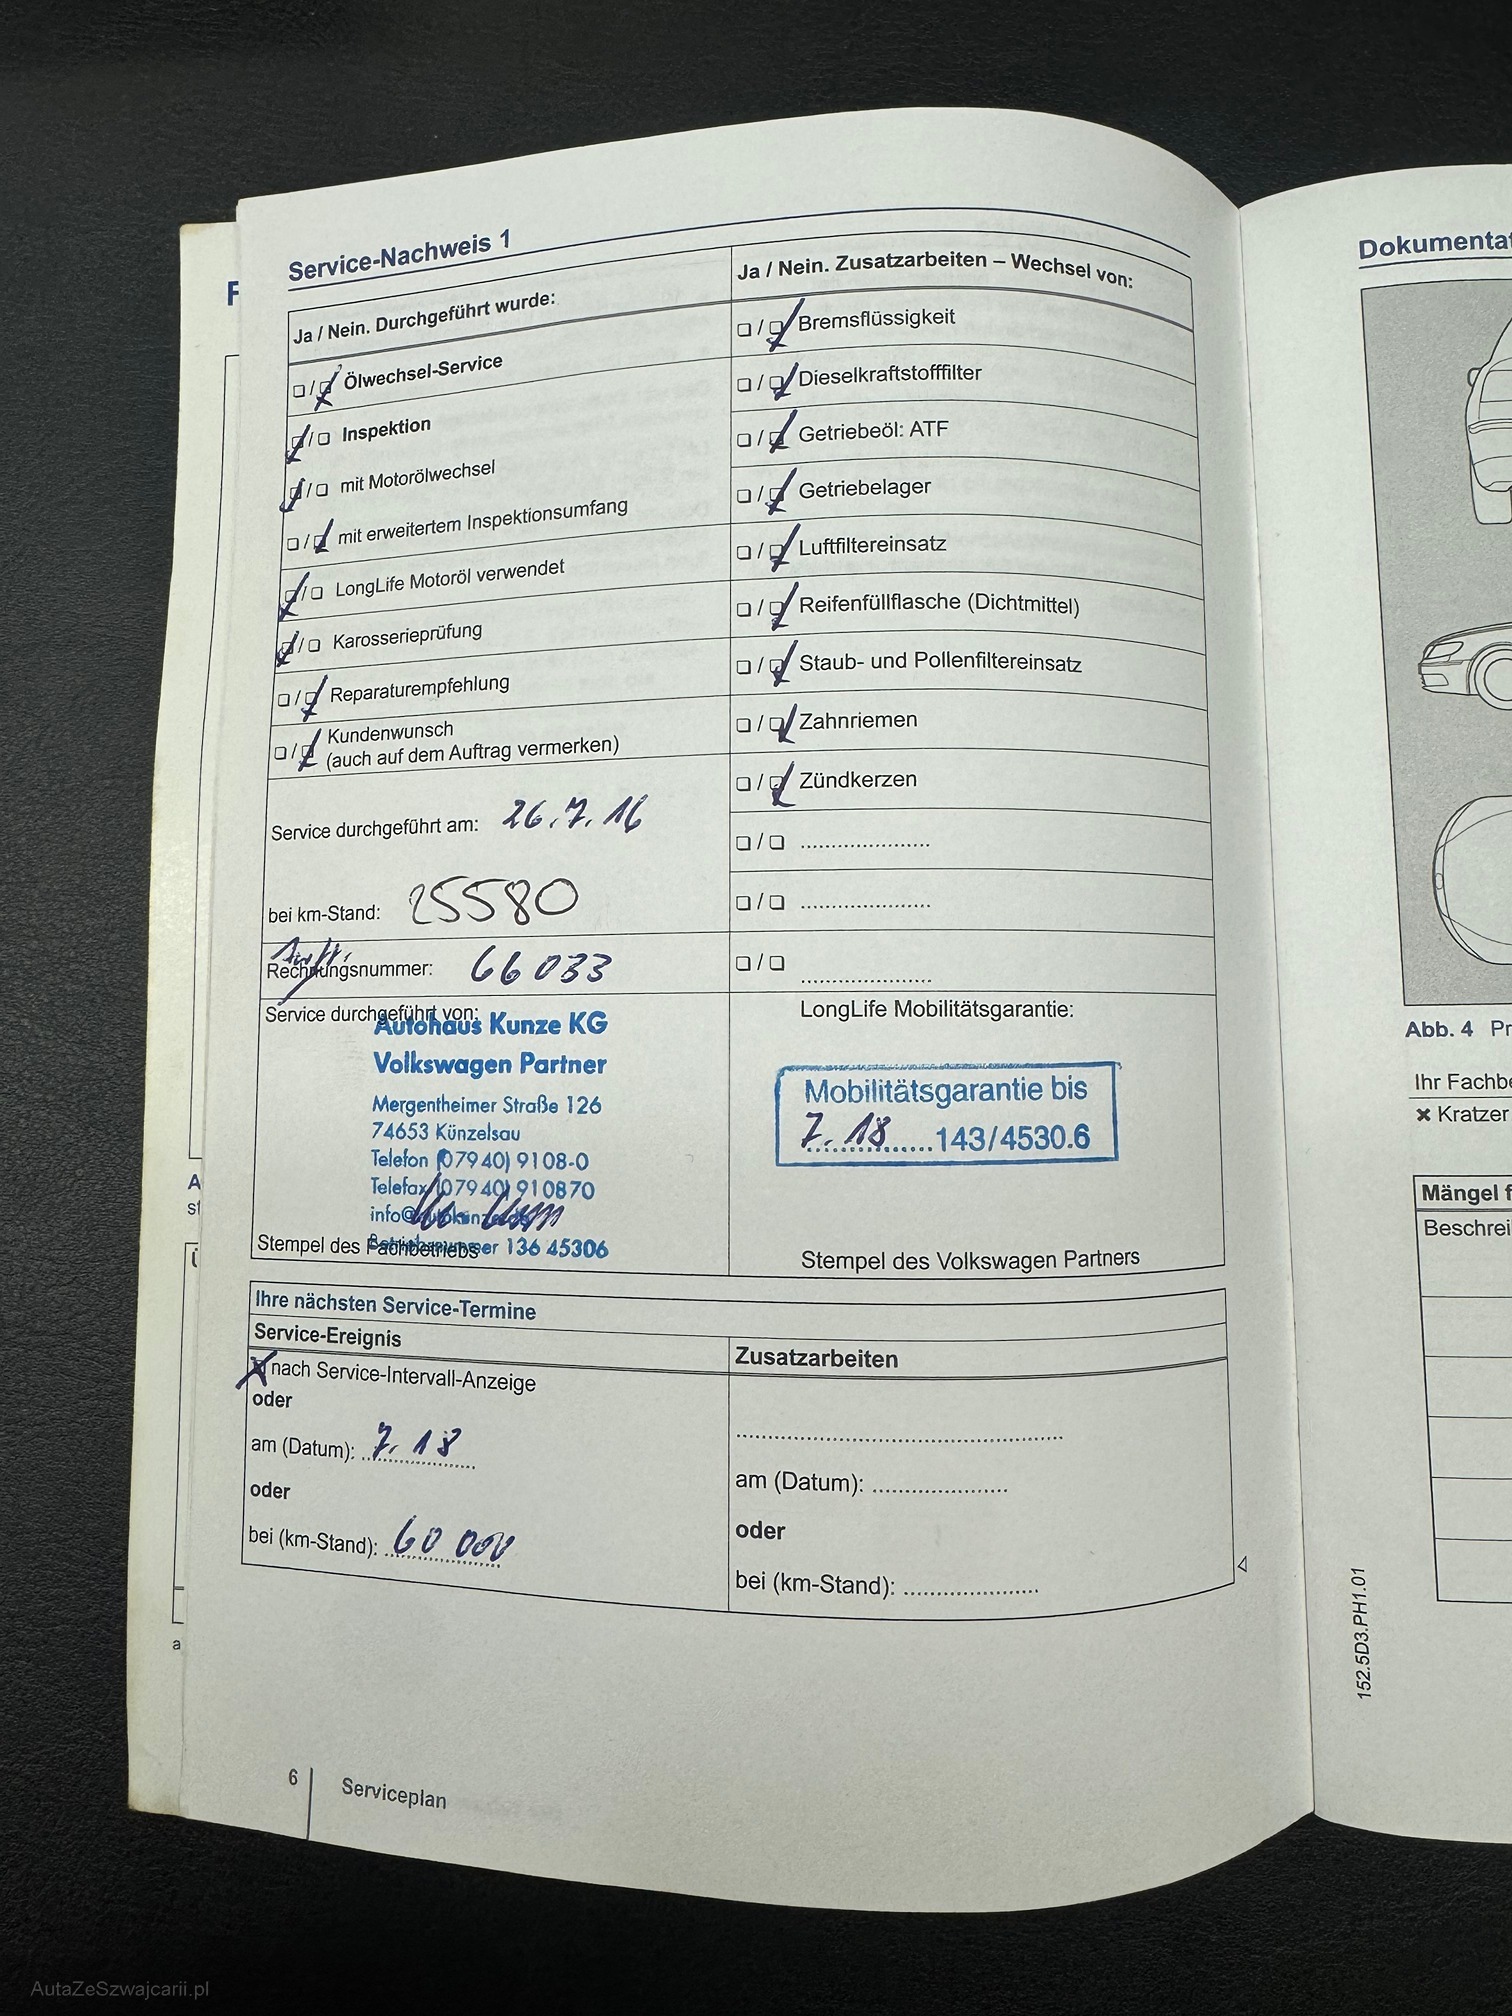 Service-Nachweis 1
Ja / Nein. Durchgeführt wurde:
Ölwechsel-Service
Inspektion
mit Motorölwechsel
mit erweitertem Inspektionsumfang
LongLife Motoröl verwendet
Karosserieprüfung
Reparaturempfehlung
Kundenwunsch
(auch auf dem Auftrag vermerken)
Service durchgeführt am: 26.7.16
bei km-Stand: 25580
Rechnungsnummer: 66033
Service durchgeführt von:
Autohaus Kunze KG
Volkswagen Partner
Mergentheimer Straße 126
74653 Künzelsau
Telefon (07940) 9108-0
Telefax (07940) 910870
Betriebsnummer 136 45306
Stempel des Fachbetriebs
Ja / Nein. Zusatzarbeiten – Wechsel von:
Bremsflüssigkeit
Dieselkraftstofffilter
Getriebeöl: ATF
Getriebelager
Luftfiltereinsatz
Reifenfüllflasche (Dichtmittel)
Staub- und Pollenfiltereinsatz
Zahnriemen
Zündkerzen
LongLife Mobilitätsgarantie:
Mobilitätsgarantie bis
7.18 143/4530.6
Stempel des Volkswagen Partners
Ihre nächsten Service-Termine
Service-Ereignis
nach Service-Intervall-Anzeige
oder
am (Datum): 7.18
oder
bei (km-Stand): 60 000
Zusatzarbeiten
am (Datum):
oder
bei (km-Stand):
6
Serviceplan
Abb. 4
Ihr
Kratzer
Mängel
152.5D3.PH1.01
AutaZeSzwajcarii.pl